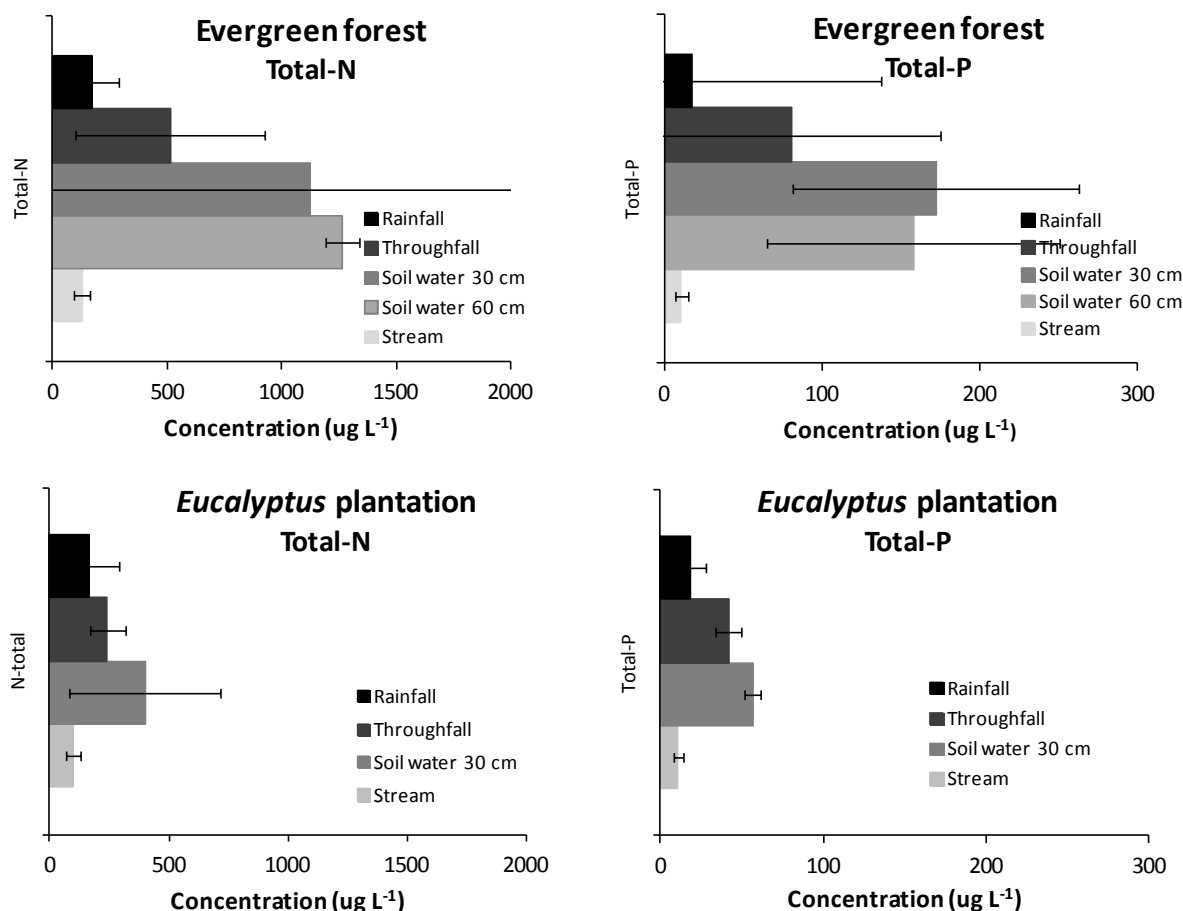 Evergreen forest
Total-N
Total-N
Rainfall
Throughfall
Soil water 30 cm
Soil water 60 cm
Stream
0 500 1000 1500 2000
Concentration (ug L⁻¹)
Evergreen forest
Total-P
Total-P
Rainfall
Throughfall
Soil water 30 cm
Soil water 60 cm
Stream
0 100 200 300
Concentration (ug L⁻¹)
Eucalyptus plantation
Total-N
N-total
Rainfall
Throughfall
Soil water 30 cm
Stream
0 500 1000 1500 2000
Concentration (ug L⁻¹)
Eucalyptus plantation
Total-P
Total-P
Rainfall
Throughfall
Soil water 30 cm
Stream
0 100 200 300
Concentration (ug L⁻¹)